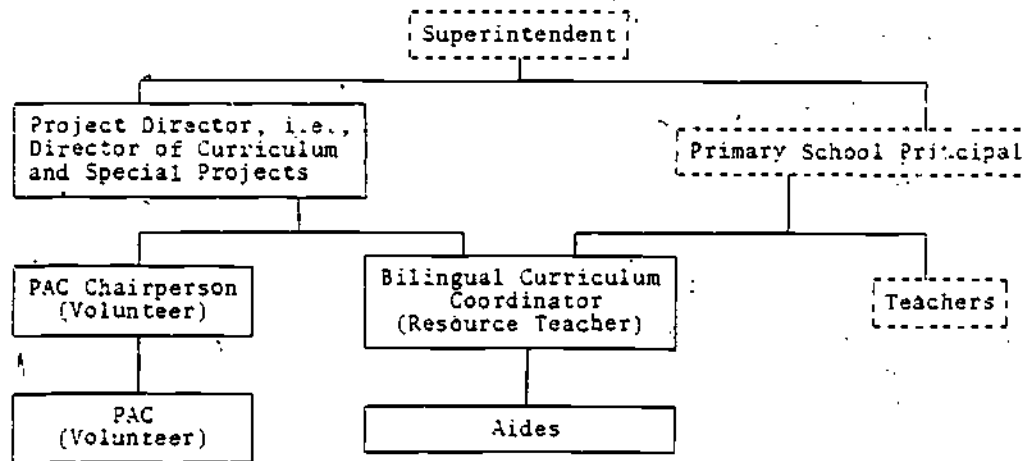 Superintendent
Project Director, i.e.,
Director of Curriculum
and Special Projects
Primary School Principal
PAC Chairperson
(Volunteer)
Bilingual Curriculum
Coordinator
(Resource Teacher)
Teachers
PAC
(Volunteer)
Aides